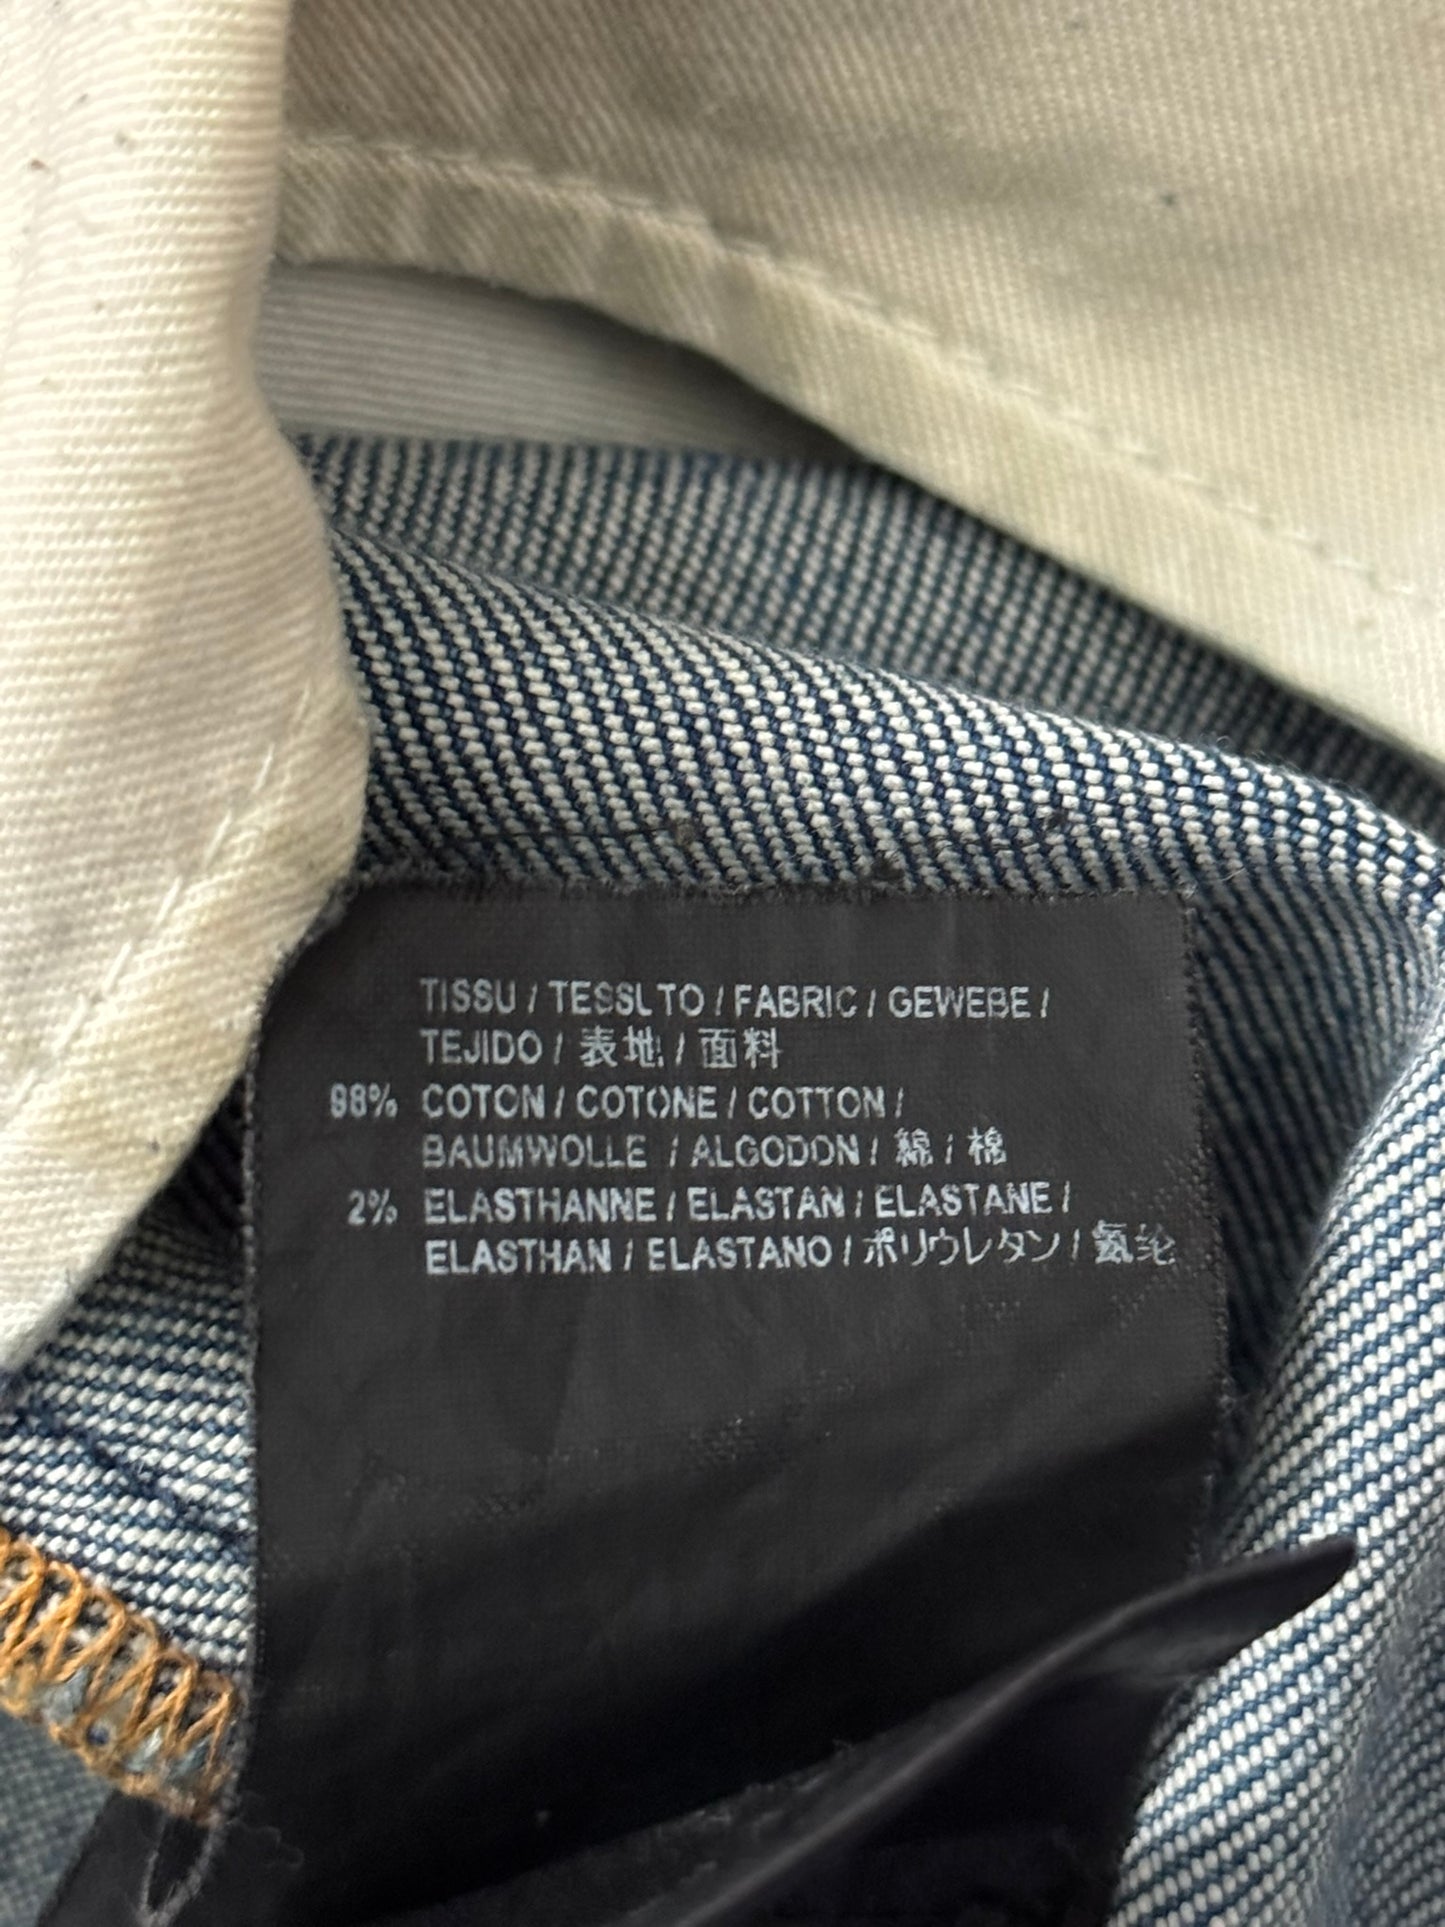 TISSU / TESSUTO / FABRIC / GEWEBE /
TEJIDO / 表地 / 面料
98% COTON / COTONE / COTTON /
BAUMWOLLE / ALGODON / 綿 / 棉
2% ELASTHANNE / ELASTAN / ELASTANE /
ELASTHAN / ELASTANO / ポリウレタン / 氨纶